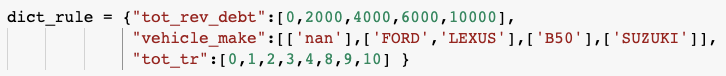 dict_rule = {"tot_rev_debt":[0,2000,4000,6000,10000],
"vehicle_make":[['nan'],['FORD','LEXUS'],['B50'],['SUZUKI']],
"tot_tr":[0,1,2,3,4,8,9,10] }